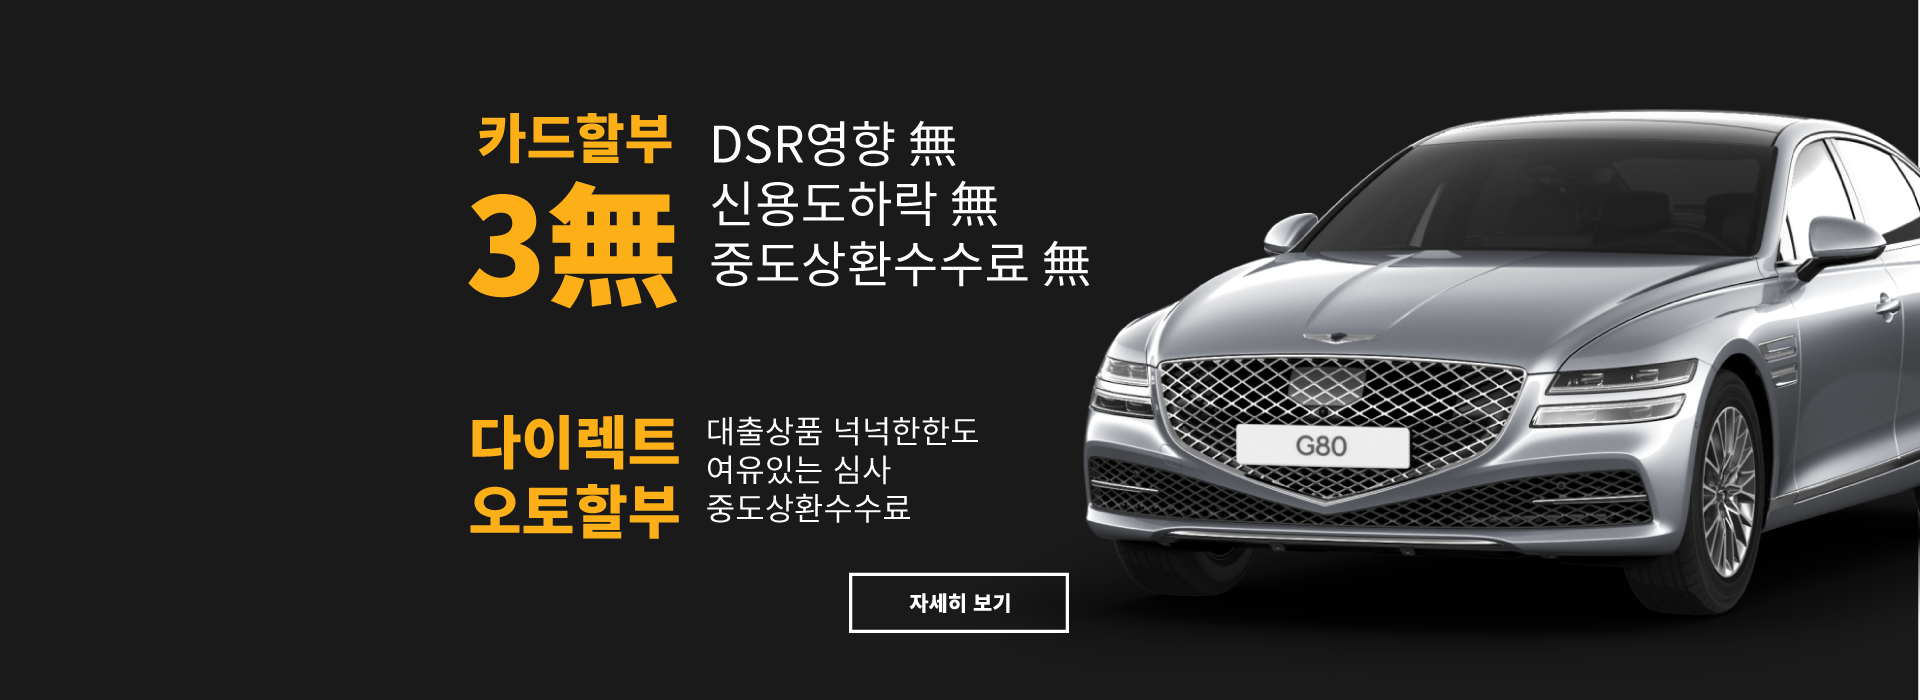 카드할부
3無
DSR영향 無
신용도하락 無
중도상환수수료 無
다이렉트
오토할부
대출상품 넉넉한한도
여유있는 심사
중도상환수수료
자세히 보기
G80